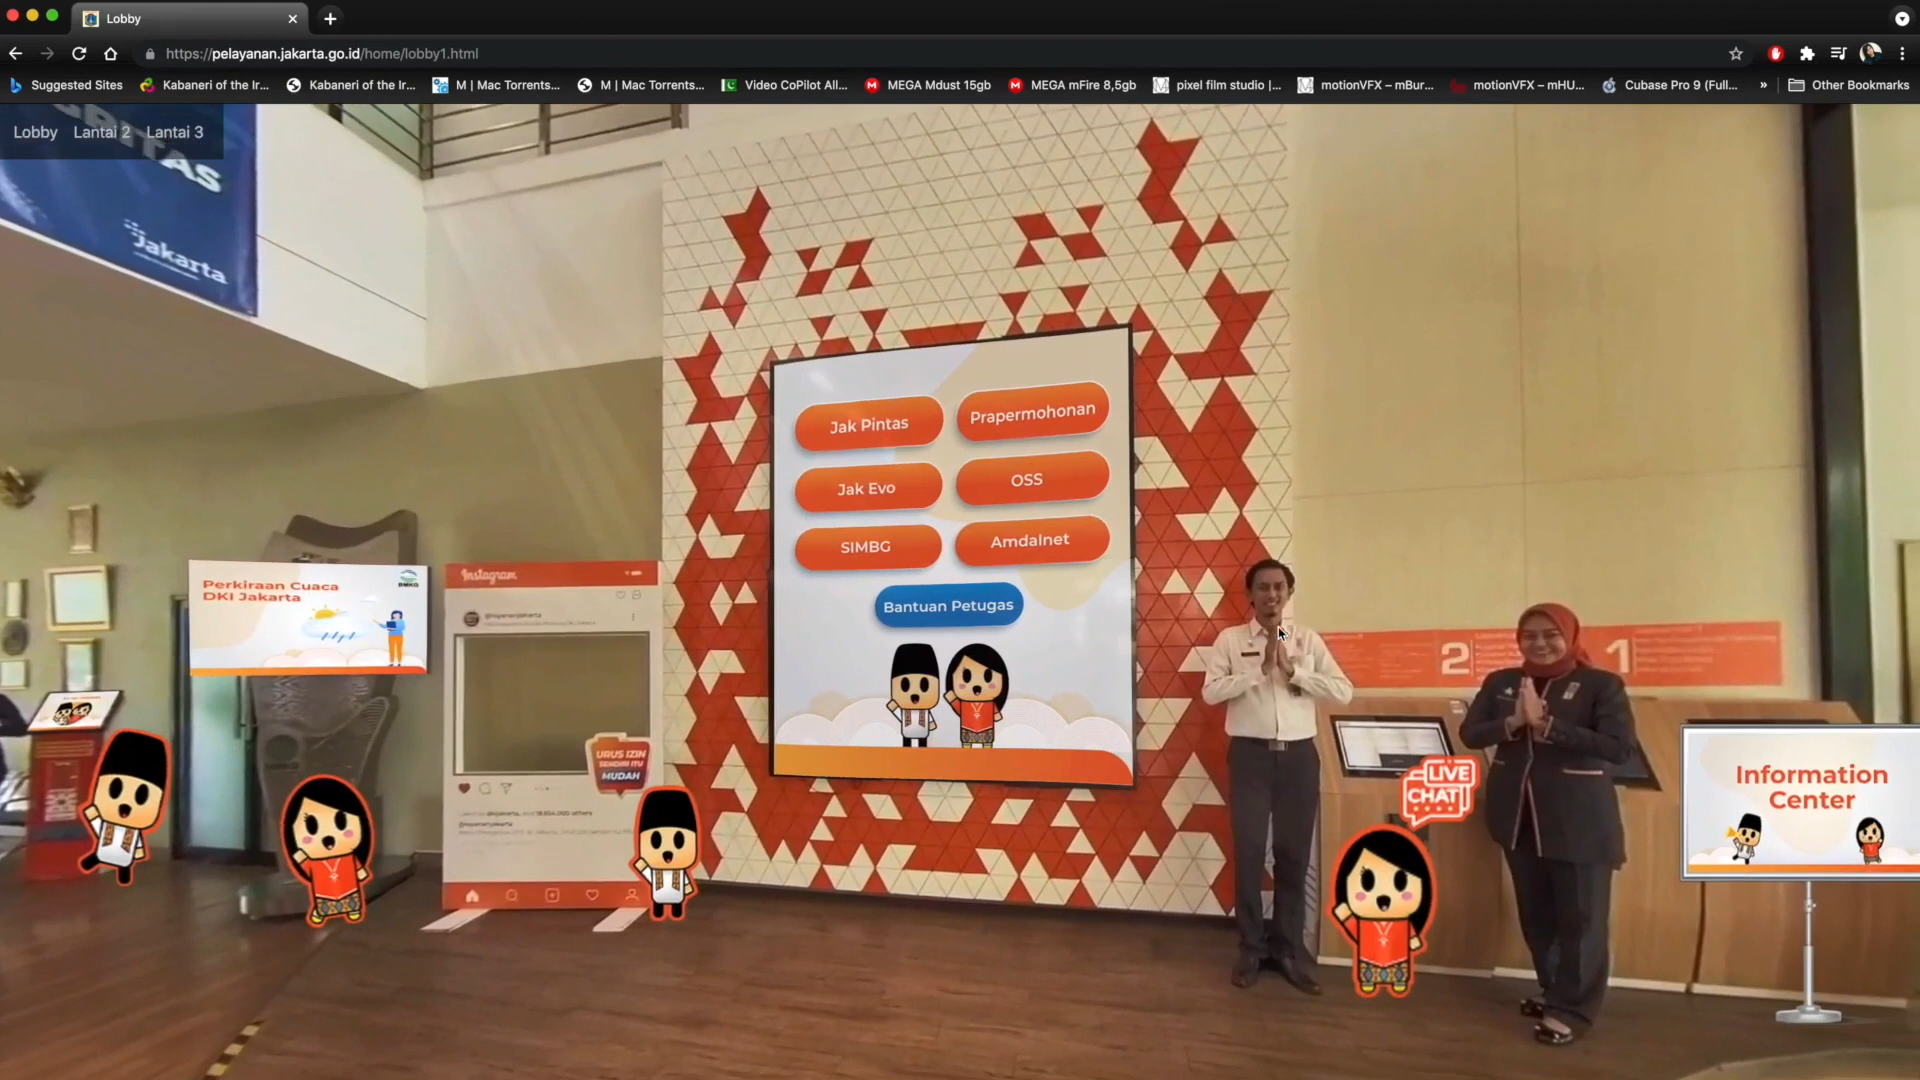 Lobby
https://pelayanan.jakarta.go.id/home/lobby1.html
Suggested Sites
Kabaneri of the Ir...
Kabaneri of the Ir...
M | Mac Torrents...
M | Mac Torrents...
Video CoPilot All...
MEGA Mdust 15gb
MEGA mFire 8,5gb
pixel film studio |...
motionVFX – mBur...
motionVFX – mHU...
Cubase Pro 9 (Full...
»
Other Bookmarks
Lobby
Lantai 2
Lantai 3
Jakarta
Jak Pintas
Prapermohonan
Jak Evo
OSS
SIMBG
Amdalnet
Bantuan Petugas
Perkiraan Cuaca
DKI Jakarta
BMKG
Instagram
URUS IZIN
SENDIRI ITU
MUDAH
2
1
LIVE
CHAT
Information
Center